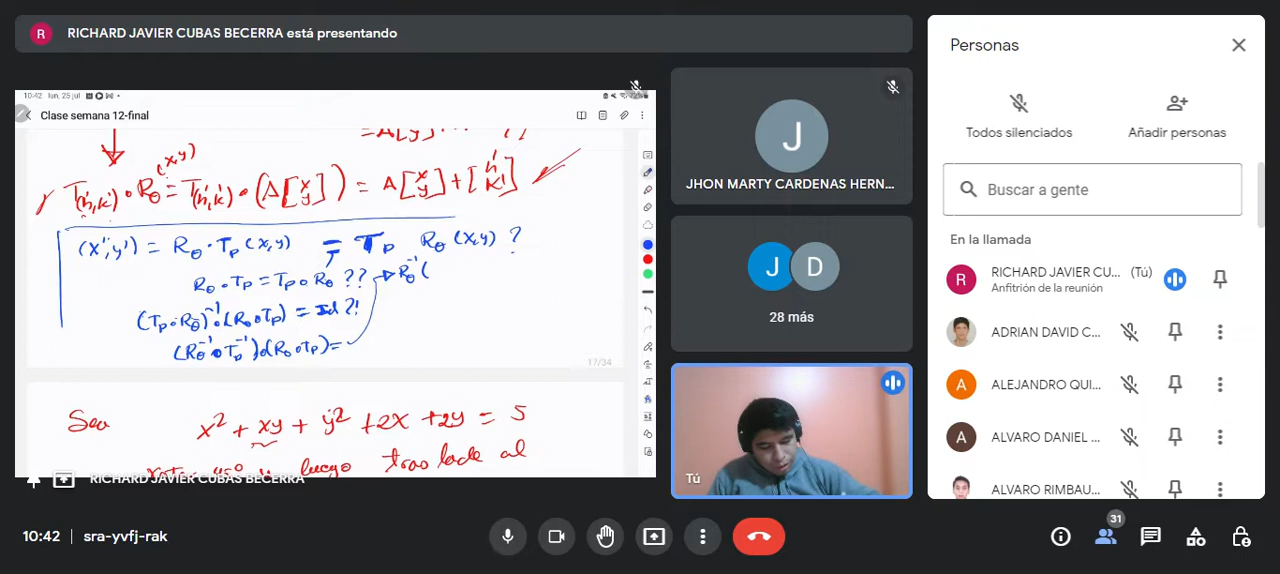 R
RICHARD JAVIER CUBAS BECERRA está presentando
10:42 lun, 25 jul
Clase semana 12-final
= A[
T(h',k') ∘ Rθ (x,y) = T(h',k') ∘ (A[x y]) = A[x y] + [h' k']
(x',y') = Rθ ∘ Tp (x,y) = Tp Rθ (x,y) ?
Rθ ∘ Tp = Tp ∘ Rθ ??
Rθ⁻¹ (
(Tp ∘ Rθ)⁻¹ ∘ (Rθ ∘ Tp) = Id ?!
(Rθ⁻¹ ∘ Tp⁻¹) ∘ (Rθ ∘ Tp) =
17/34
Sea x² + xy + y² + 2x + 2y = 5
luego traslade al
RICHARD JAVIER CUBAS BECERRA
J
JHON MARTY CARDENAS HERN...
J
D
28 más
Tú
Personas
Todos silenciados
Añadir personas
Buscar a gente
En la llamada
R
RICHARD JAVIER CU... (Tú)
Anfitrión de la reunión
ADRIAN DAVID C...
A
ALEJANDRO QUI...
A
ALVARO DANIEL ...
ALVARO RIMBAU...
10:42 | sra-yvfj-rak
31